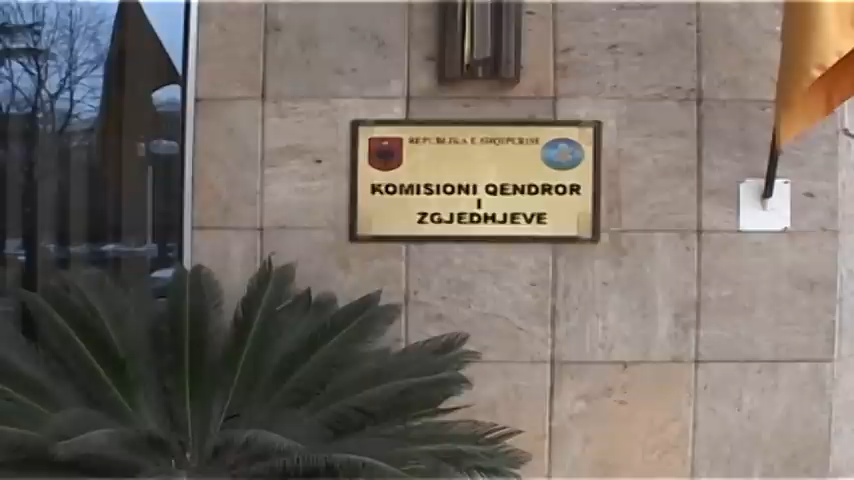 REPUBLIKA E SHQIPERISE
KOMISIONI QENDROR
I
ZGJEDHJEVE